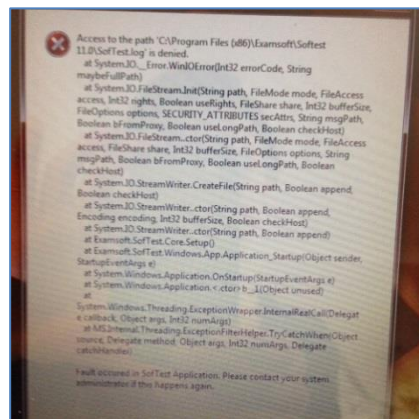 Access to the path 'C:\Program Files (x86)\Examsoft\Softest
11.0\SofTest.log' is denied.
at System.IO.__Error.WinIOError(Int32 errorCode, String
maybeFullPath)
at System.IO.FileStream.Init(String path, FileMode mode, FileAccess
access, Int32 rights, Boolean useRights, FileShare share, Int32 bufferSize,
FileOptions options, SECURITY_ATTRIBUTES secAttrs, String msgPath,
Boolean bFromProxy, Boolean useLongPath, Boolean checkHost)
at System.IO.FileStream..ctor(String path, FileMode mode, FileAccess
access, FileShare share, Int32 bufferSize, FileOptions options, String
msgPath, Boolean bFromProxy, Boolean useLongPath, Boolean
checkHost)
at System.IO.StreamWriter.CreateFile(String path, Boolean append,
Boolean checkHost)
at System.IO.StreamWriter..ctor(String path, Boolean append,
Encoding encoding, Int32 bufferSize, Boolean checkHost)
at System.IO.StreamWriter..ctor(String path, Boolean append)
at Examsoft.SofTest.Core.Setup()
at Examsoft.SofTest.Windows.App.Application_Startup(Object sender,
StartupEventArgs e)
at System.Windows.Application.OnStartup(StartupEventArgs e)
at System.Windows.Application.<.ctor>b__1(Object unused)
at
System.Windows.Threading.ExceptionWrapper.InternalRealCall(Delegat
e callback, Object args, Int32 numArgs)
at MS.Internal.Threading.ExceptionFilterHelper.TryCatchWhen(Object
source, Delegate method, Object args, Int32 numArgs, Delegate
catchHandler)
Fault occured in SofTest Application. Please contact your system
administrator if this happens again.